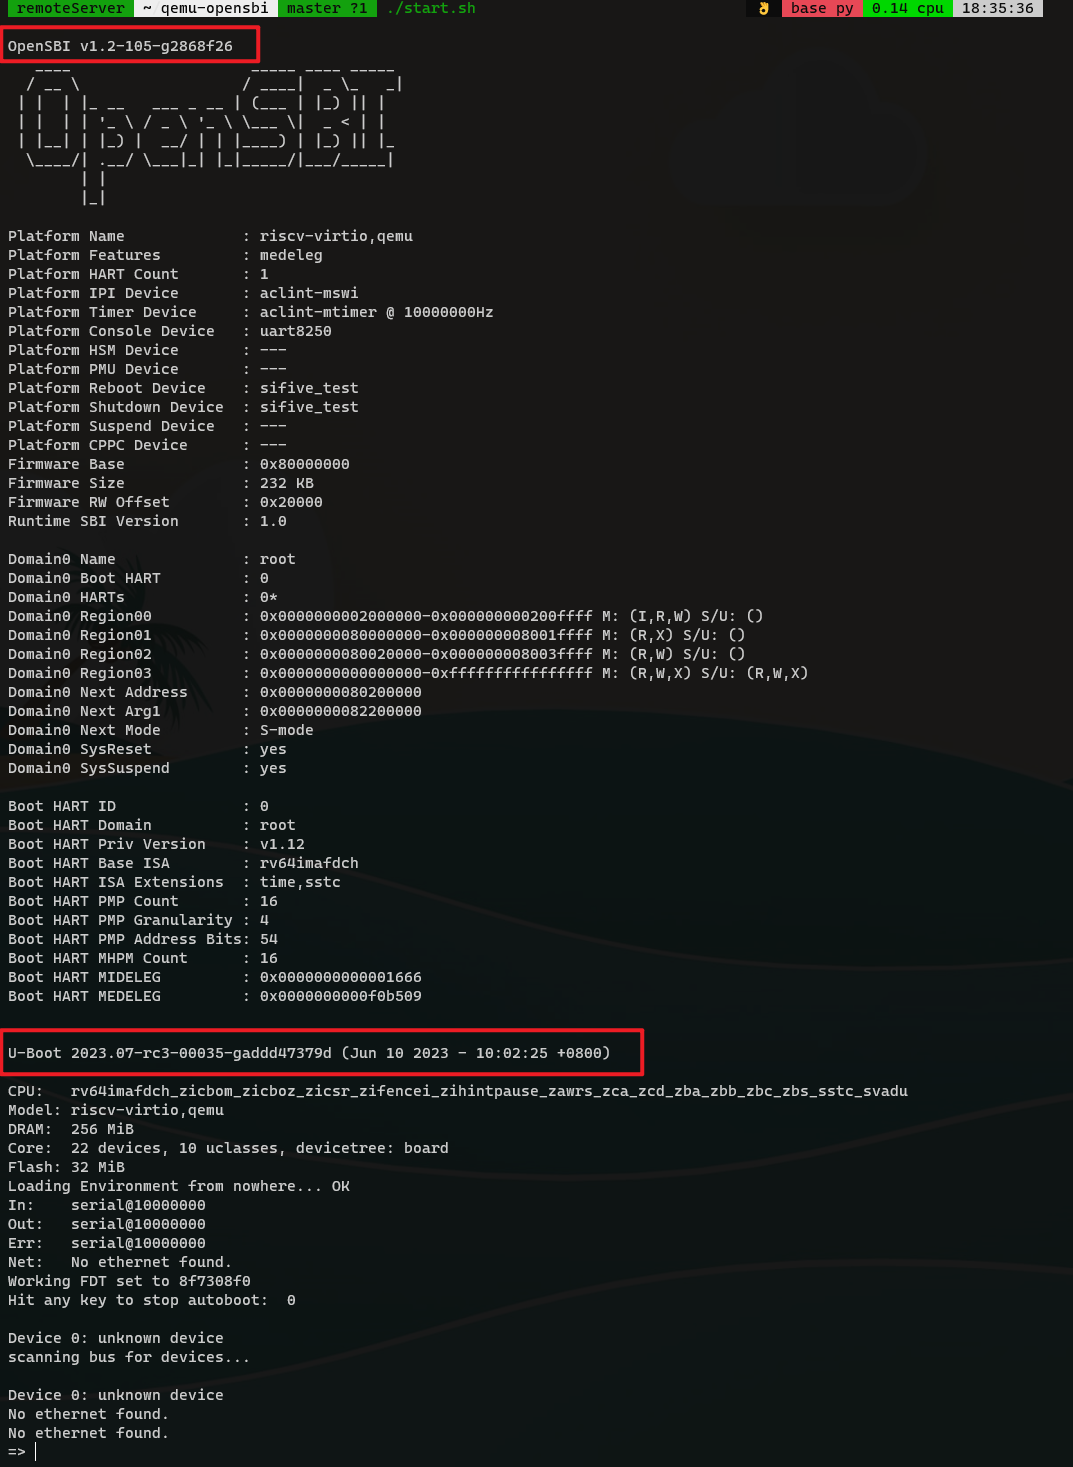 remoteServer ~ qemu-opensbi master ?1 ./start.sh 👌 base py 0.14 cpu 18:35:36
OpenSBI v1.2-105-g2868f26
   ____                    _____ ____ _____
  / __ \                  / ____|  _ \_   _|
 | |  | |_ __   ___ _ __ | (___ | |_) || |
 | |  | | '_ \ / _ \ '_ \ \___ \|  _ < | |
 | |__| | |_) |  __/ | | |____) | |_) || |_
  \____/| .__/ \___|_| |_|_____/|___/_____|
        | |
        |_|
Platform Name             : riscv-virtio,qemu
Platform Features         : medeleg
Platform HART Count       : 1
Platform IPI Device       : aclint-mswi
Platform Timer Device     : aclint-mtimer @ 10000000Hz
Platform Console Device   : uart8250
Platform HSM Device       : ---
Platform PMU Device       : ---
Platform Reboot Device    : sifive_test
Platform Shutdown Device  : sifive_test
Platform Suspend Device   : ---
Platform CPPC Device      : ---
Firmware Base             : 0x80000000
Firmware Size             : 232 KB
Firmware RW Offset        : 0x20000
Runtime SBI Version       : 1.0
Domain0 Name              : root
Domain0 Boot HART         : 0
Domain0 HARTs             : 0*
Domain0 Region00          : 0x0000000002000000-0x000000000200ffff M: (I,R,W) S/U: ()
Domain0 Region01          : 0x0000000080000000-0x000000008001ffff M: (R,X) S/U: ()
Domain0 Region02          : 0x0000000080020000-0x000000008003ffff M: (R,W) S/U: ()
Domain0 Region03          : 0x0000000000000000-0xffffffffffffffff M: (R,W,X) S/U: (R,W,X)
Domain0 Next Address      : 0x0000000080200000
Domain0 Next Arg1         : 0x0000000082200000
Domain0 Next Mode         : S-mode
Domain0 SysReset          : yes
Domain0 SysSuspend        : yes
Boot HART ID              : 0
Boot HART Domain          : root
Boot HART Priv Version    : v1.12
Boot HART Base ISA        : rv64imafdch
Boot HART ISA Extensions  : time,sstc
Boot HART PMP Count       : 16
Boot HART PMP Granularity : 4
Boot HART PMP Address Bits: 54
Boot HART MHPM Count      : 16
Boot HART MIDELEG         : 0x0000000000001666
Boot HART MEDELEG         : 0x0000000000f0b509
U-Boot 2023.07-rc3-00035-gaddd47379d (Jun 10 2023 - 10:02:25 +0800)
CPU:   rv64imafdch_zicbom_zicboz_zicsr_zifencei_zihintpause_zawrs_zca_zcd_zba_zbb_zbc_zbs_sstc_svadu
Model: riscv-virtio,qemu
DRAM:  256 MiB
Core:  22 devices, 10 uclasses, devicetree: board
Flash: 32 MiB
Loading Environment from nowhere... OK
In:    serial@10000000
Out:   serial@10000000
Err:   serial@10000000
Net:   No ethernet found.
Working FDT set to 8f7308f0
Hit any key to stop autoboot:  0
Device 0: unknown device
scanning bus for devices...
Device 0: unknown device
No ethernet found.
No ethernet found.
=>